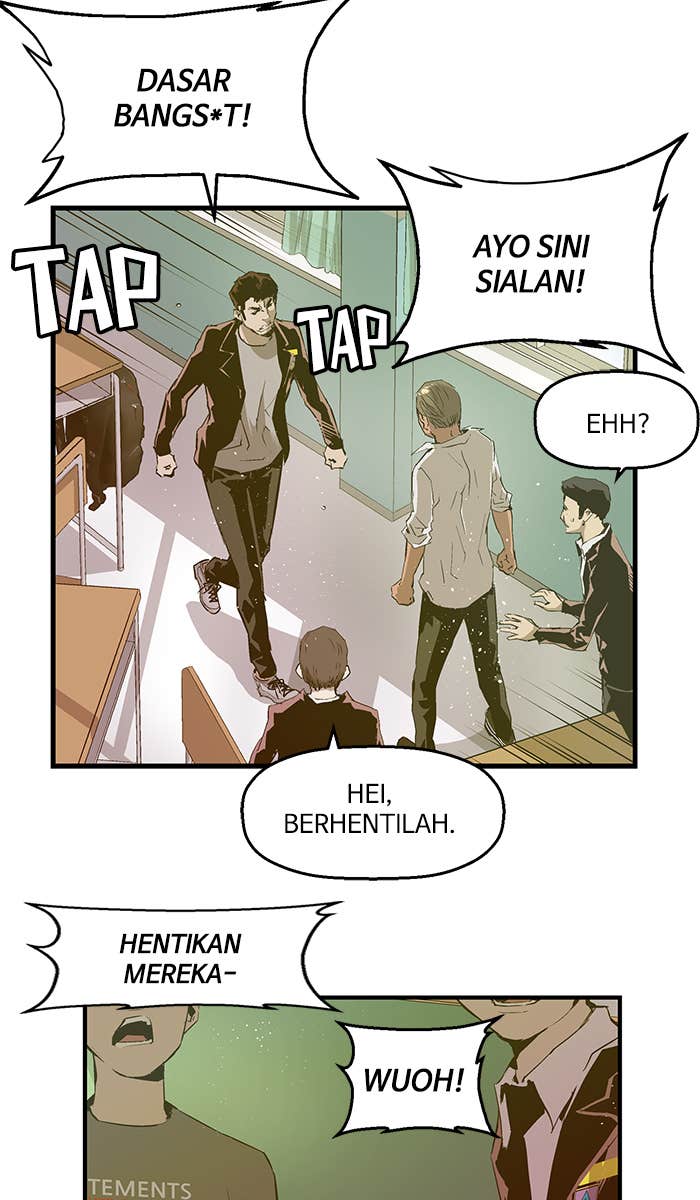 DASAR
BANGS*T!
AYO SINI
SIALAN!
TAP
TAP
EHH?
HEI,
BERHENTILAH.
HENTIKAN
MEREKA-
WUOH!
TEMENTS